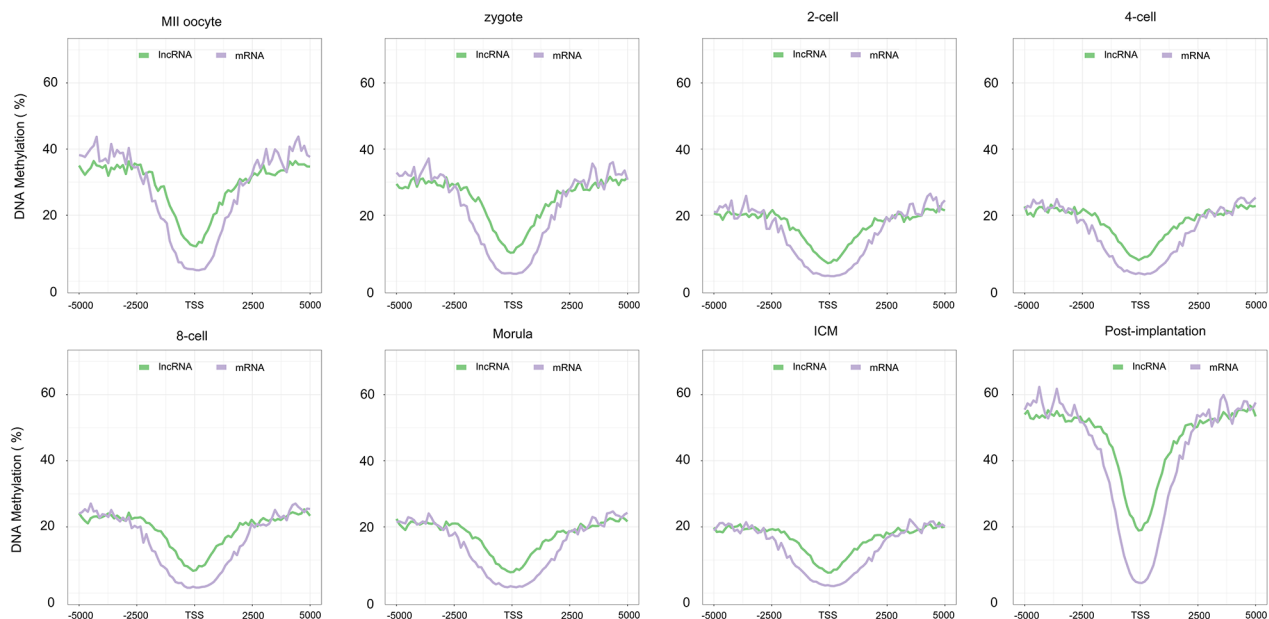 MII oocyte
zygote
2-cell
4-cell
DNA Methylation ( %)
lncRNA mRNA
60
40
20
0
-5000 -2500 TSS 2500 5000
lncRNA mRNA
60
40
20
0
-5000 -2500 TSS 2500 5000
lncRNA mRNA
60
40
20
0
-5000 -2500 TSS 2500 5000
lncRNA mRNA
60
40
20
0
-5000 -2500 TSS 2500 5000
8-cell
Morula
ICM
Post-implantation
DNA Methylation ( %)
lncRNA mRNA
60
40
20
0
-5000 -2500 TSS 2500 5000
lncRNA mRNA
60
40
20
0
-5000 -2500 TSS 2500 5000
lncRNA mRNA
60
40
20
0
-5000 -2500 TSS 2500 5000
lncRNA mRNA
60
40
20
0
-5000 -2500 TSS 2500 5000